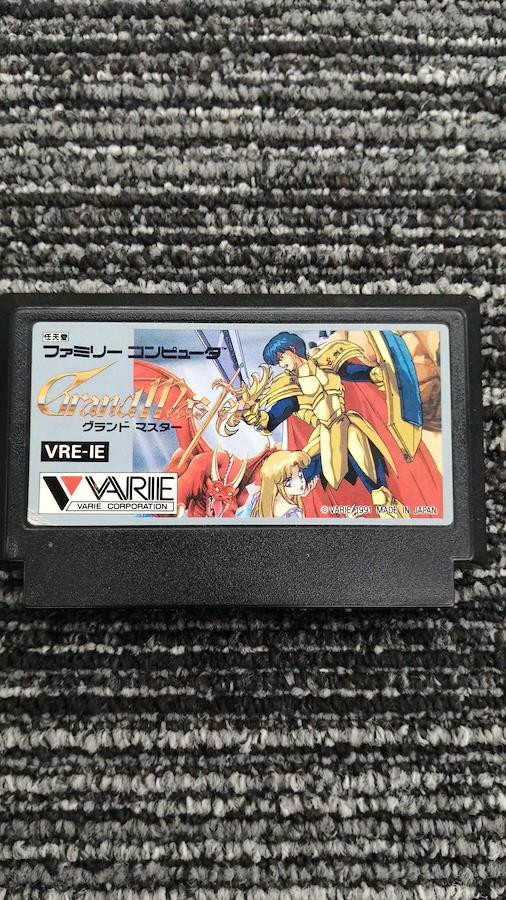 任天堂
ファミリー コンピュータ
Grand Master
グランド マスター
VRE-IE
VARIE
VARIE CORPORATION
© VARIE 1991 MADE IN JAPAN